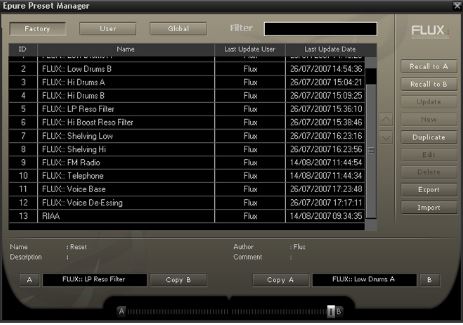 Epure Preset Manager
Factory User Global Filter FLUX::
ID Name Last Update User Last Update Date
2 FLUX:: Low Drums B Flux 26/07/2007 14:54:36
3 FLUX:: Hi Drums A Flux 26/07/2007 15:04:21
4 FLUX:: Hi Drums B Flux 26/07/2007 15:09:25
5 FLUX:: LP Reso Filter Flux 26/07/2007 15:36:10
6 FLUX:: Hi Boost Reso Filter Flux 26/07/2007 15:38:46
7 FLUX:: Shelving Low Flux 26/07/2007 16:23:16
8 FLUX:: Shelving Hi Flux 26/07/2007 16:23:56
9 FLUX:: FM Radio Flux 14/08/2007 11:44:54
10 FLUX:: Telephone Flux 14/08/2007 11:44:34
11 FLUX:: Voice Base Flux 26/07/2007 17:23:48
12 FLUX:: Voice De-Essing Flux 26/07/2007 17:17:11
13 RIAA Flux 14/08/2007 09:34:35
Recall to A
Recall to B
Update
New
Duplicate
Edit
Delete
Export
Import
Name : Reset Author : Flux
Description : Comment :
A FLUX:: LP Reso Filter Copy B Copy A FLUX:: Low Drums A B
A B